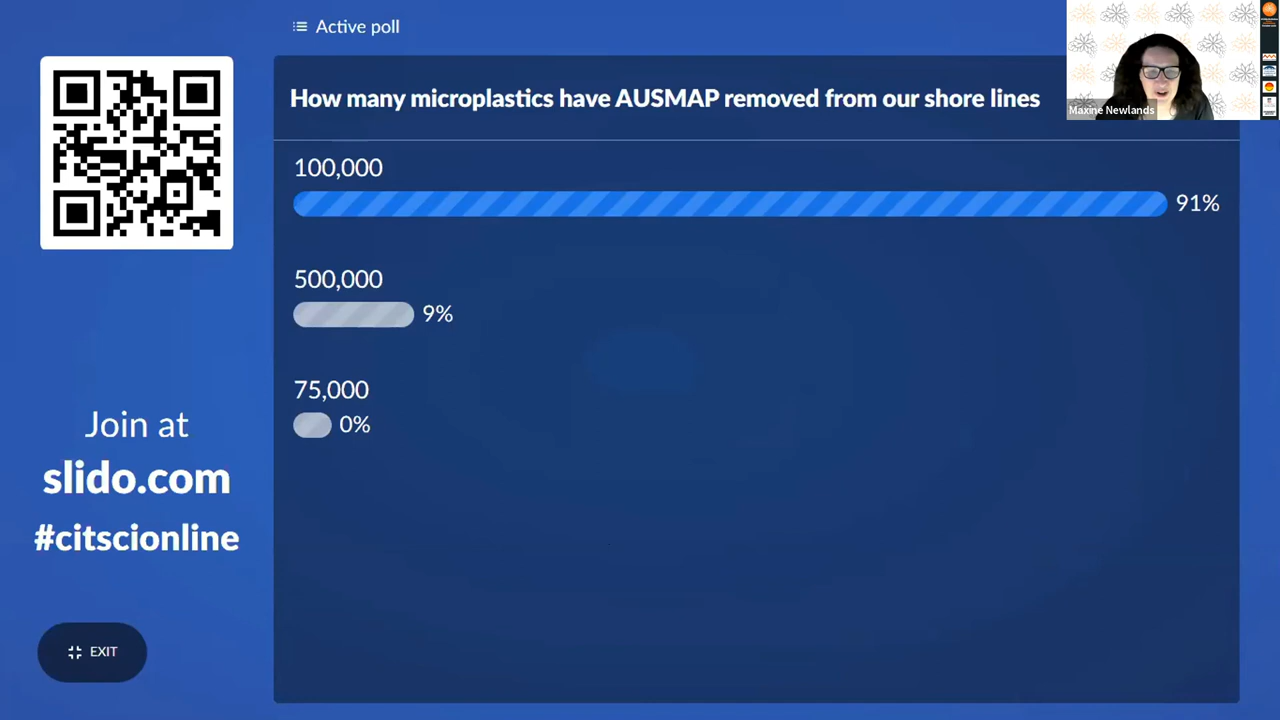 Active poll
How many microplastics have AUSMAP removed from our shore lines
100,000
91%
500,000
9%
75,000
0%
Join at
slido.com
#citscionline
EXIT
Maxine Newlands